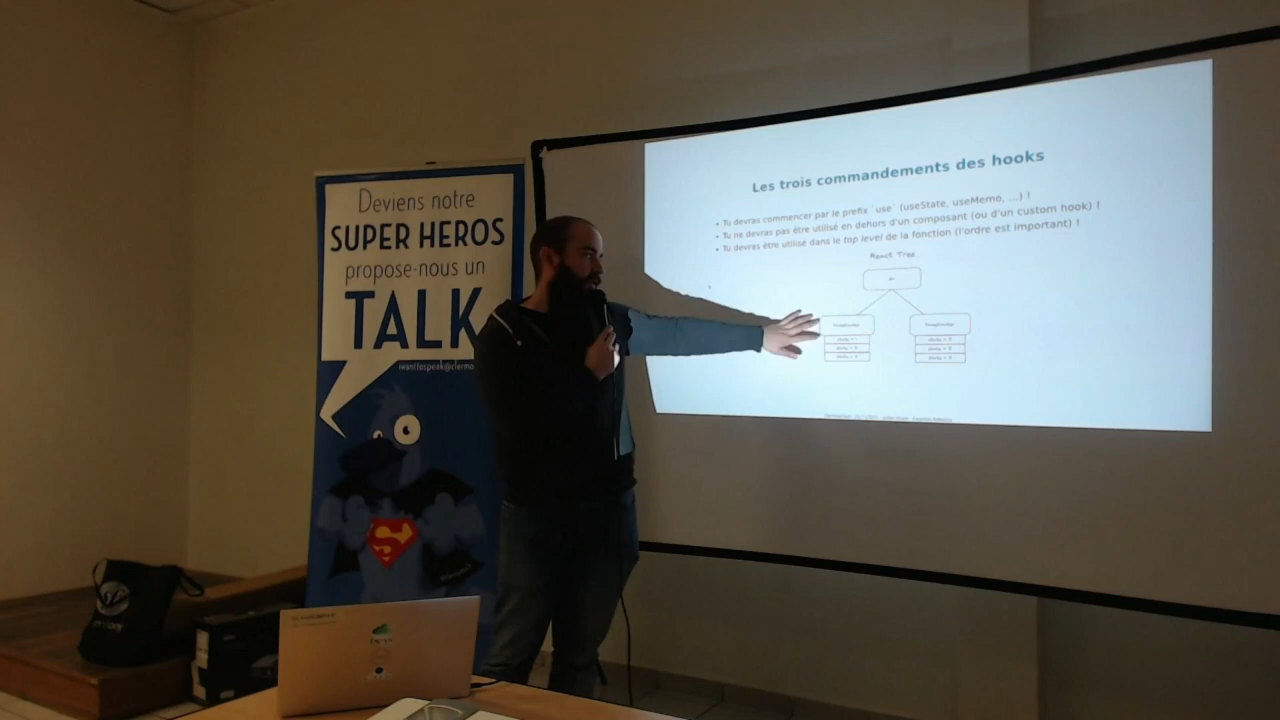 Deviens notre
SUPER HEROS
propose-nous un
TALK
iwanttospeak@clermo
Les trois commandements des hooks
• Tu devras commencer par le prefix `use` (useState, useMemo, ...) !
• Tu ne devras pas être utilisé en dehors d'un composant (ou d'un custom hook) !
• Tu devras être utilisé dans le top level de la fonction (l'ordre est important) !
React Tree